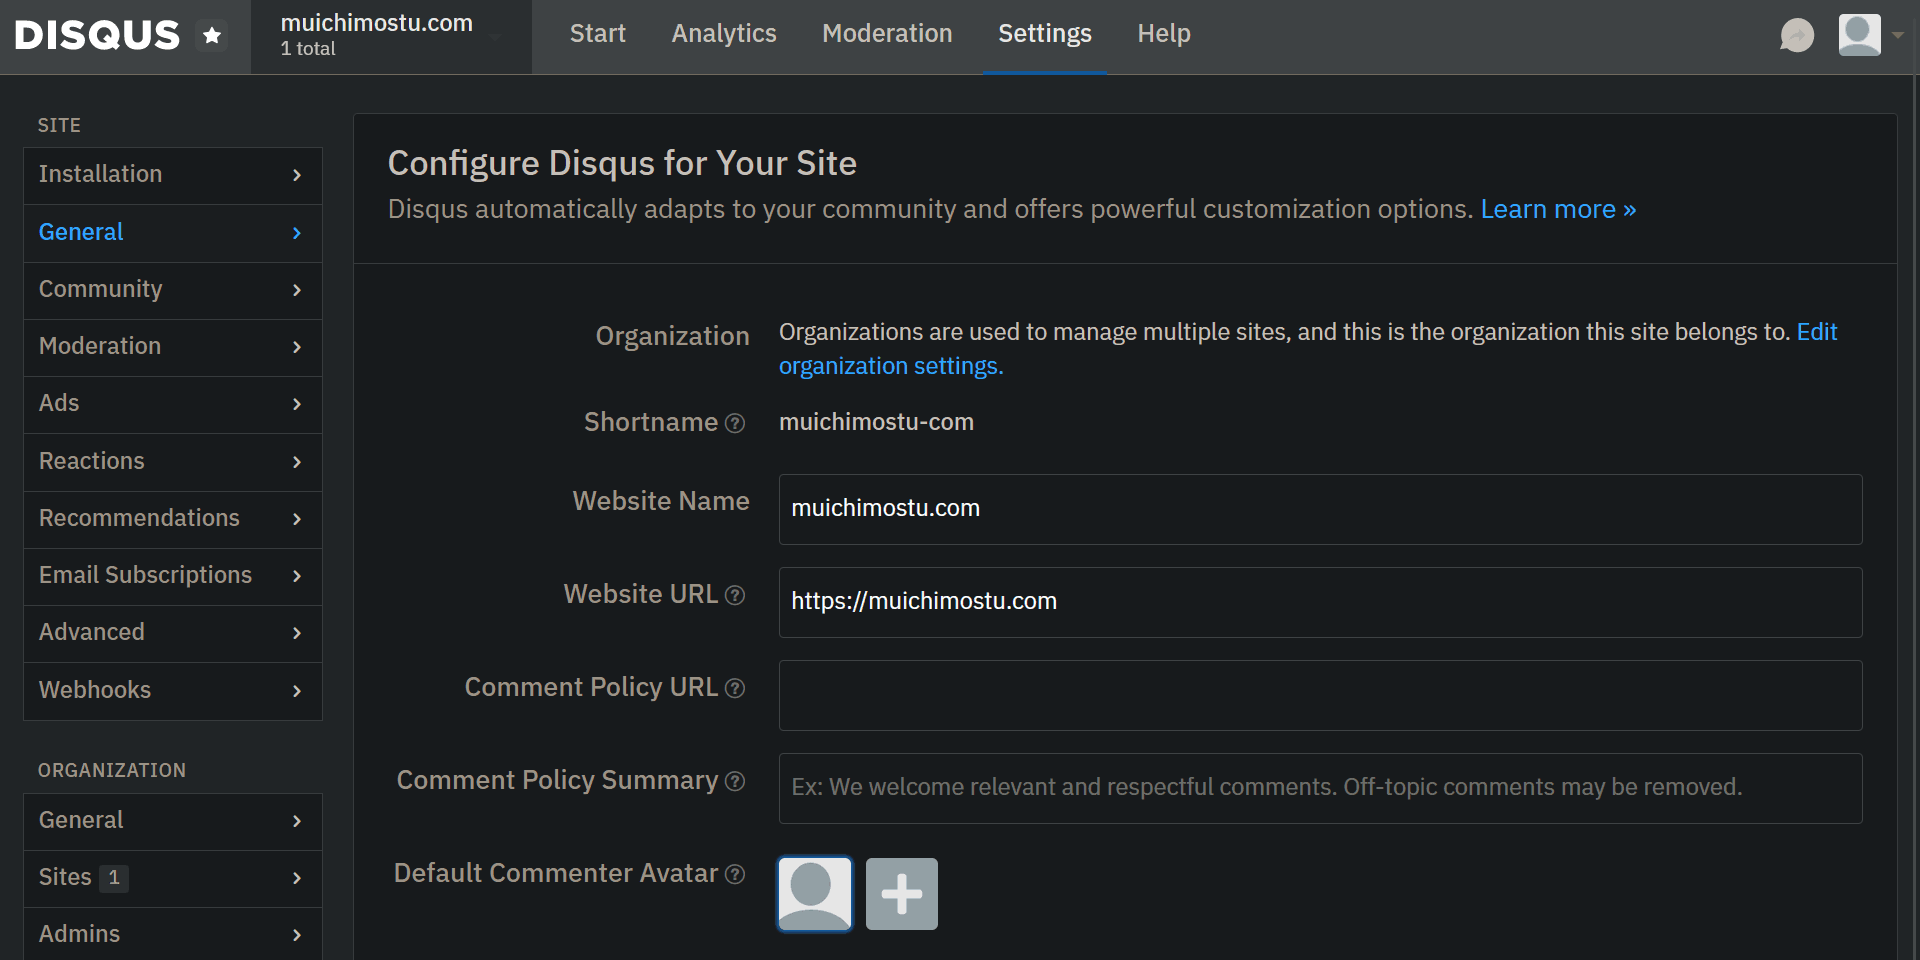 DISQUS
muichimostu.com
1 total
Start
Analytics
Moderation
Settings
Help
SITE
Installation
General
Community
Moderation
Ads
Reactions
Recommendations
Email Subscriptions
Advanced
Webhooks
ORGANIZATION
General
Sites 1
Admins
Configure Disqus for Your Site
Disqus automatically adapts to your community and offers powerful customization options. Learn more »
Organization
Organizations are used to manage multiple sites, and this is the organization this site belongs to. Edit
organization settings.
Shortname ?
muichimostu-com
Website Name
muichimostu.com
Website URL ?
https://muichimostu.com
Comment Policy URL ?
Comment Policy Summary ?
Ex: We welcome relevant and respectful comments. Off-topic comments may be removed.
Default Commenter Avatar ?